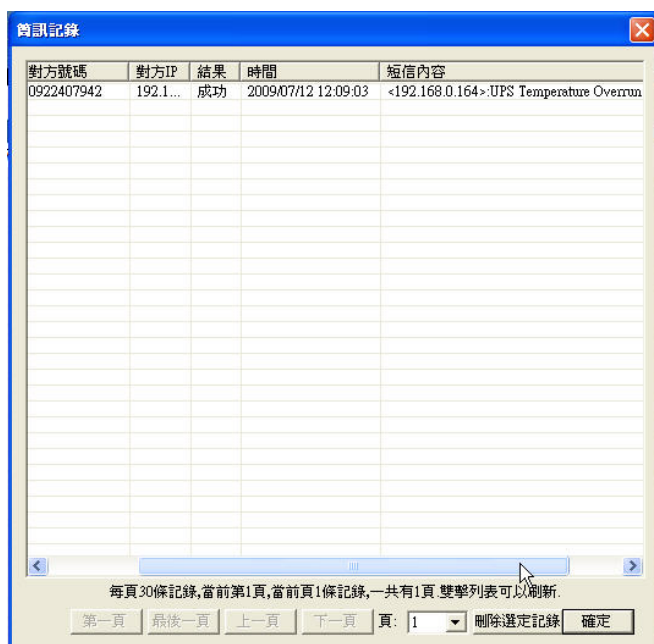 簡訊記錄
對方號碼 對方IP 結果 時間 短信內容
0922407942 192.1... 成功 2009/07/12 12:09:03 <192.168.0.164>:UPS Temperature Overrun
每頁30條記錄,當前第1頁,當前頁1條記錄,一共有1頁.雙擊列表可以刷新.
第一頁 最後一頁 上一頁 下一頁 頁: 1 刪除選定記錄 確定